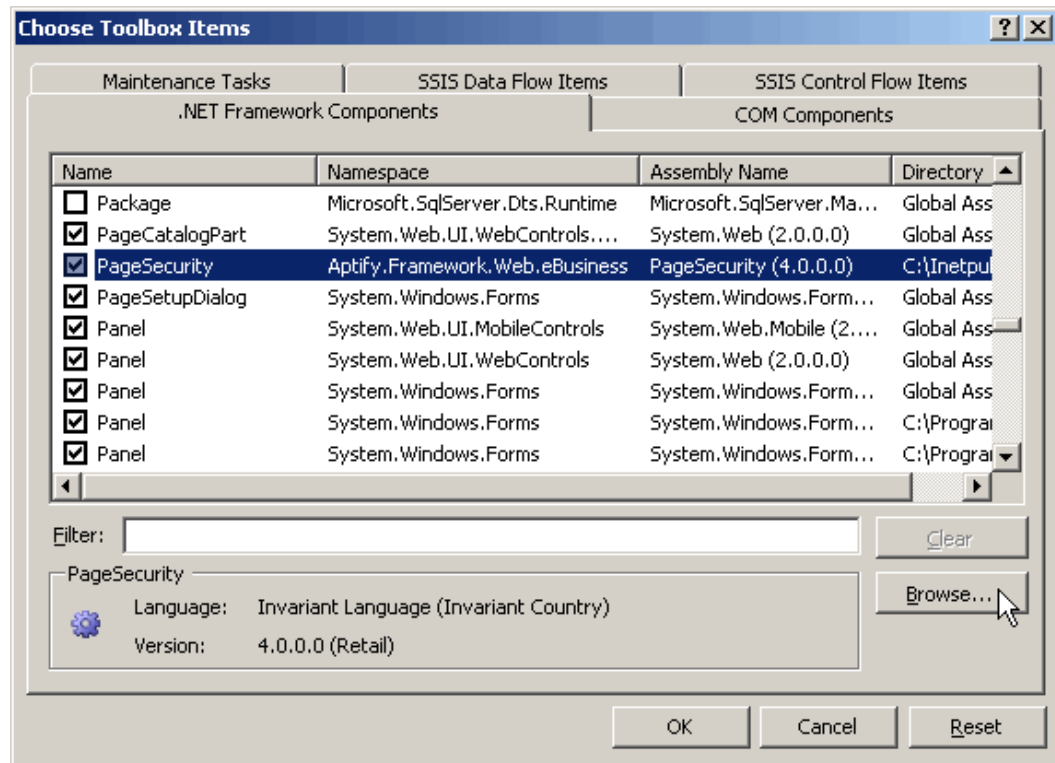 Choose Toolbox Items
Maintenance Tasks SSIS Data Flow Items SSIS Control Flow Items
.NET Framework Components COM Components
Name Namespace Assembly Name Directory
Package Microsoft.SqlServer.Dts.Runtime Microsoft.SqlServer.Ma... Global Ass
PageCatalogPart System.Web.UI.WebControls.... System.Web (2.0.0.0) Global Ass
PageSecurity Aptify.Framework.Web.eBusiness PageSecurity (4.0.0.0) C:\Inetpul
PageSetupDialog System.Windows.Forms System.Windows.Form... Global Ass
Panel System.Web.UI.MobileControls System.Web.Mobile (2.... Global Ass
Panel System.Web.UI.WebControls System.Web (2.0.0.0) Global Ass
Panel System.Windows.Forms System.Windows.Form... Global Ass
Panel System.Windows.Forms System.Windows.Form... C:\Prograi
Panel System.Windows.Forms System.Windows.Form... C:\Prograi
Filter: Clear
PageSecurity
Browse...
Language: Invariant Language (Invariant Country)
Version: 4.0.0.0 (Retail)
OK Cancel Reset